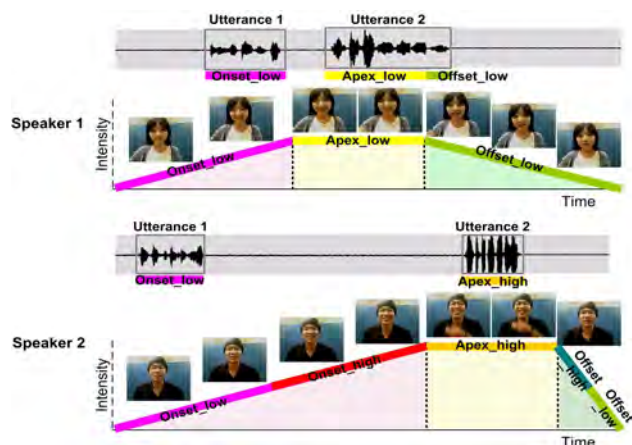 Utterance 1 Utterance 2
Onset_low Apex_low Offset_low
Speaker 1
Intensity
Onset_low Apex_low Offset_low
Time
Utterance 1 Utterance 2
Onset_low Apex_high
Speaker 2
Intensity
Onset_low Onset_high Apex_high Offset_high Offset_low
Time